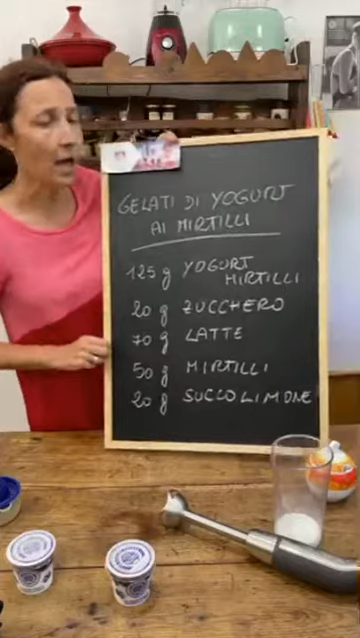 GELATI DI YOGURT
AI MIRTILLI
125 g YOGURT
MIRTILLI
20 g ZUCCHERO
70 g LATTE
50 g MIRTILLI
20 g SUCCO LIMONE